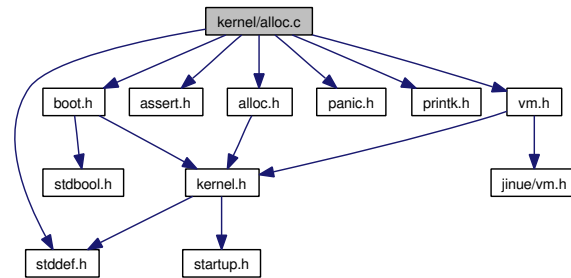 kernel/alloc.c
boot.h
assert.h
alloc.h
panic.h
printk.h
vm.h
stdbool.h
kernel.h
jinue/vm.h
stddef.h
startup.h